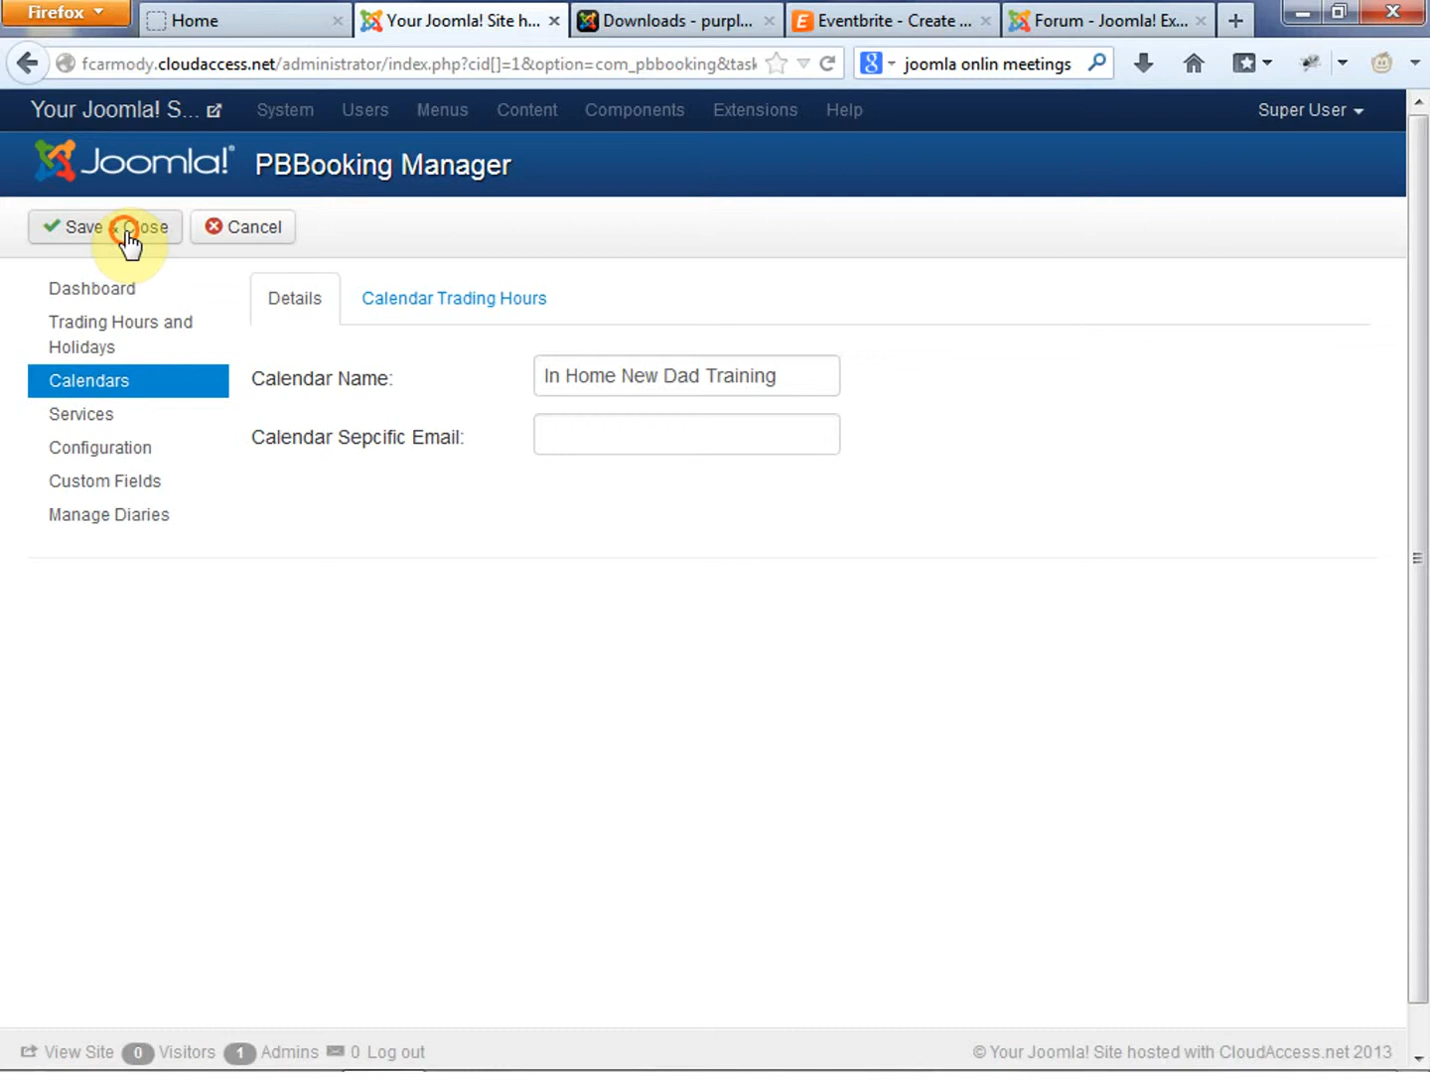 Firefox
Home
Your Joomla! Site h...
Downloads - purpl...
Eventbrite - Create ...
Forum - Joomla! Ex...
fcarmody.cloudaccess.net/administrator/index.php?cid[]=1&option=com_pbbooking&task
joomla onlin meetings
Your Joomla! S...
System
Users
Menus
Content
Components
Extensions
Help
Super User
Joomla!® PBBooking Manager
Save & Close
Cancel
Dashboard
Trading Hours and
Holidays
Calendars
Services
Configuration
Custom Fields
Manage Diaries
Details
Calendar Trading Hours
Calendar Name:
In Home New Dad Training
Calendar Sepcific Email:
View Site 0 Visitors 1 Admins 0 Log out
© Your Joomla! Site hosted with CloudAccess.net 2013